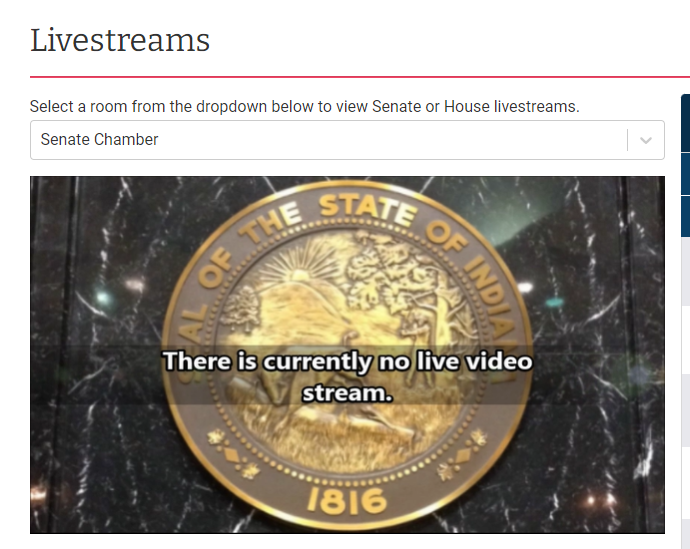 Livestreams
Select a room from the dropdown below to view Senate or House livestreams.
Senate Chamber
SEAL OF THE STATE OF INDIANA
There is currently no live video
stream.
1816